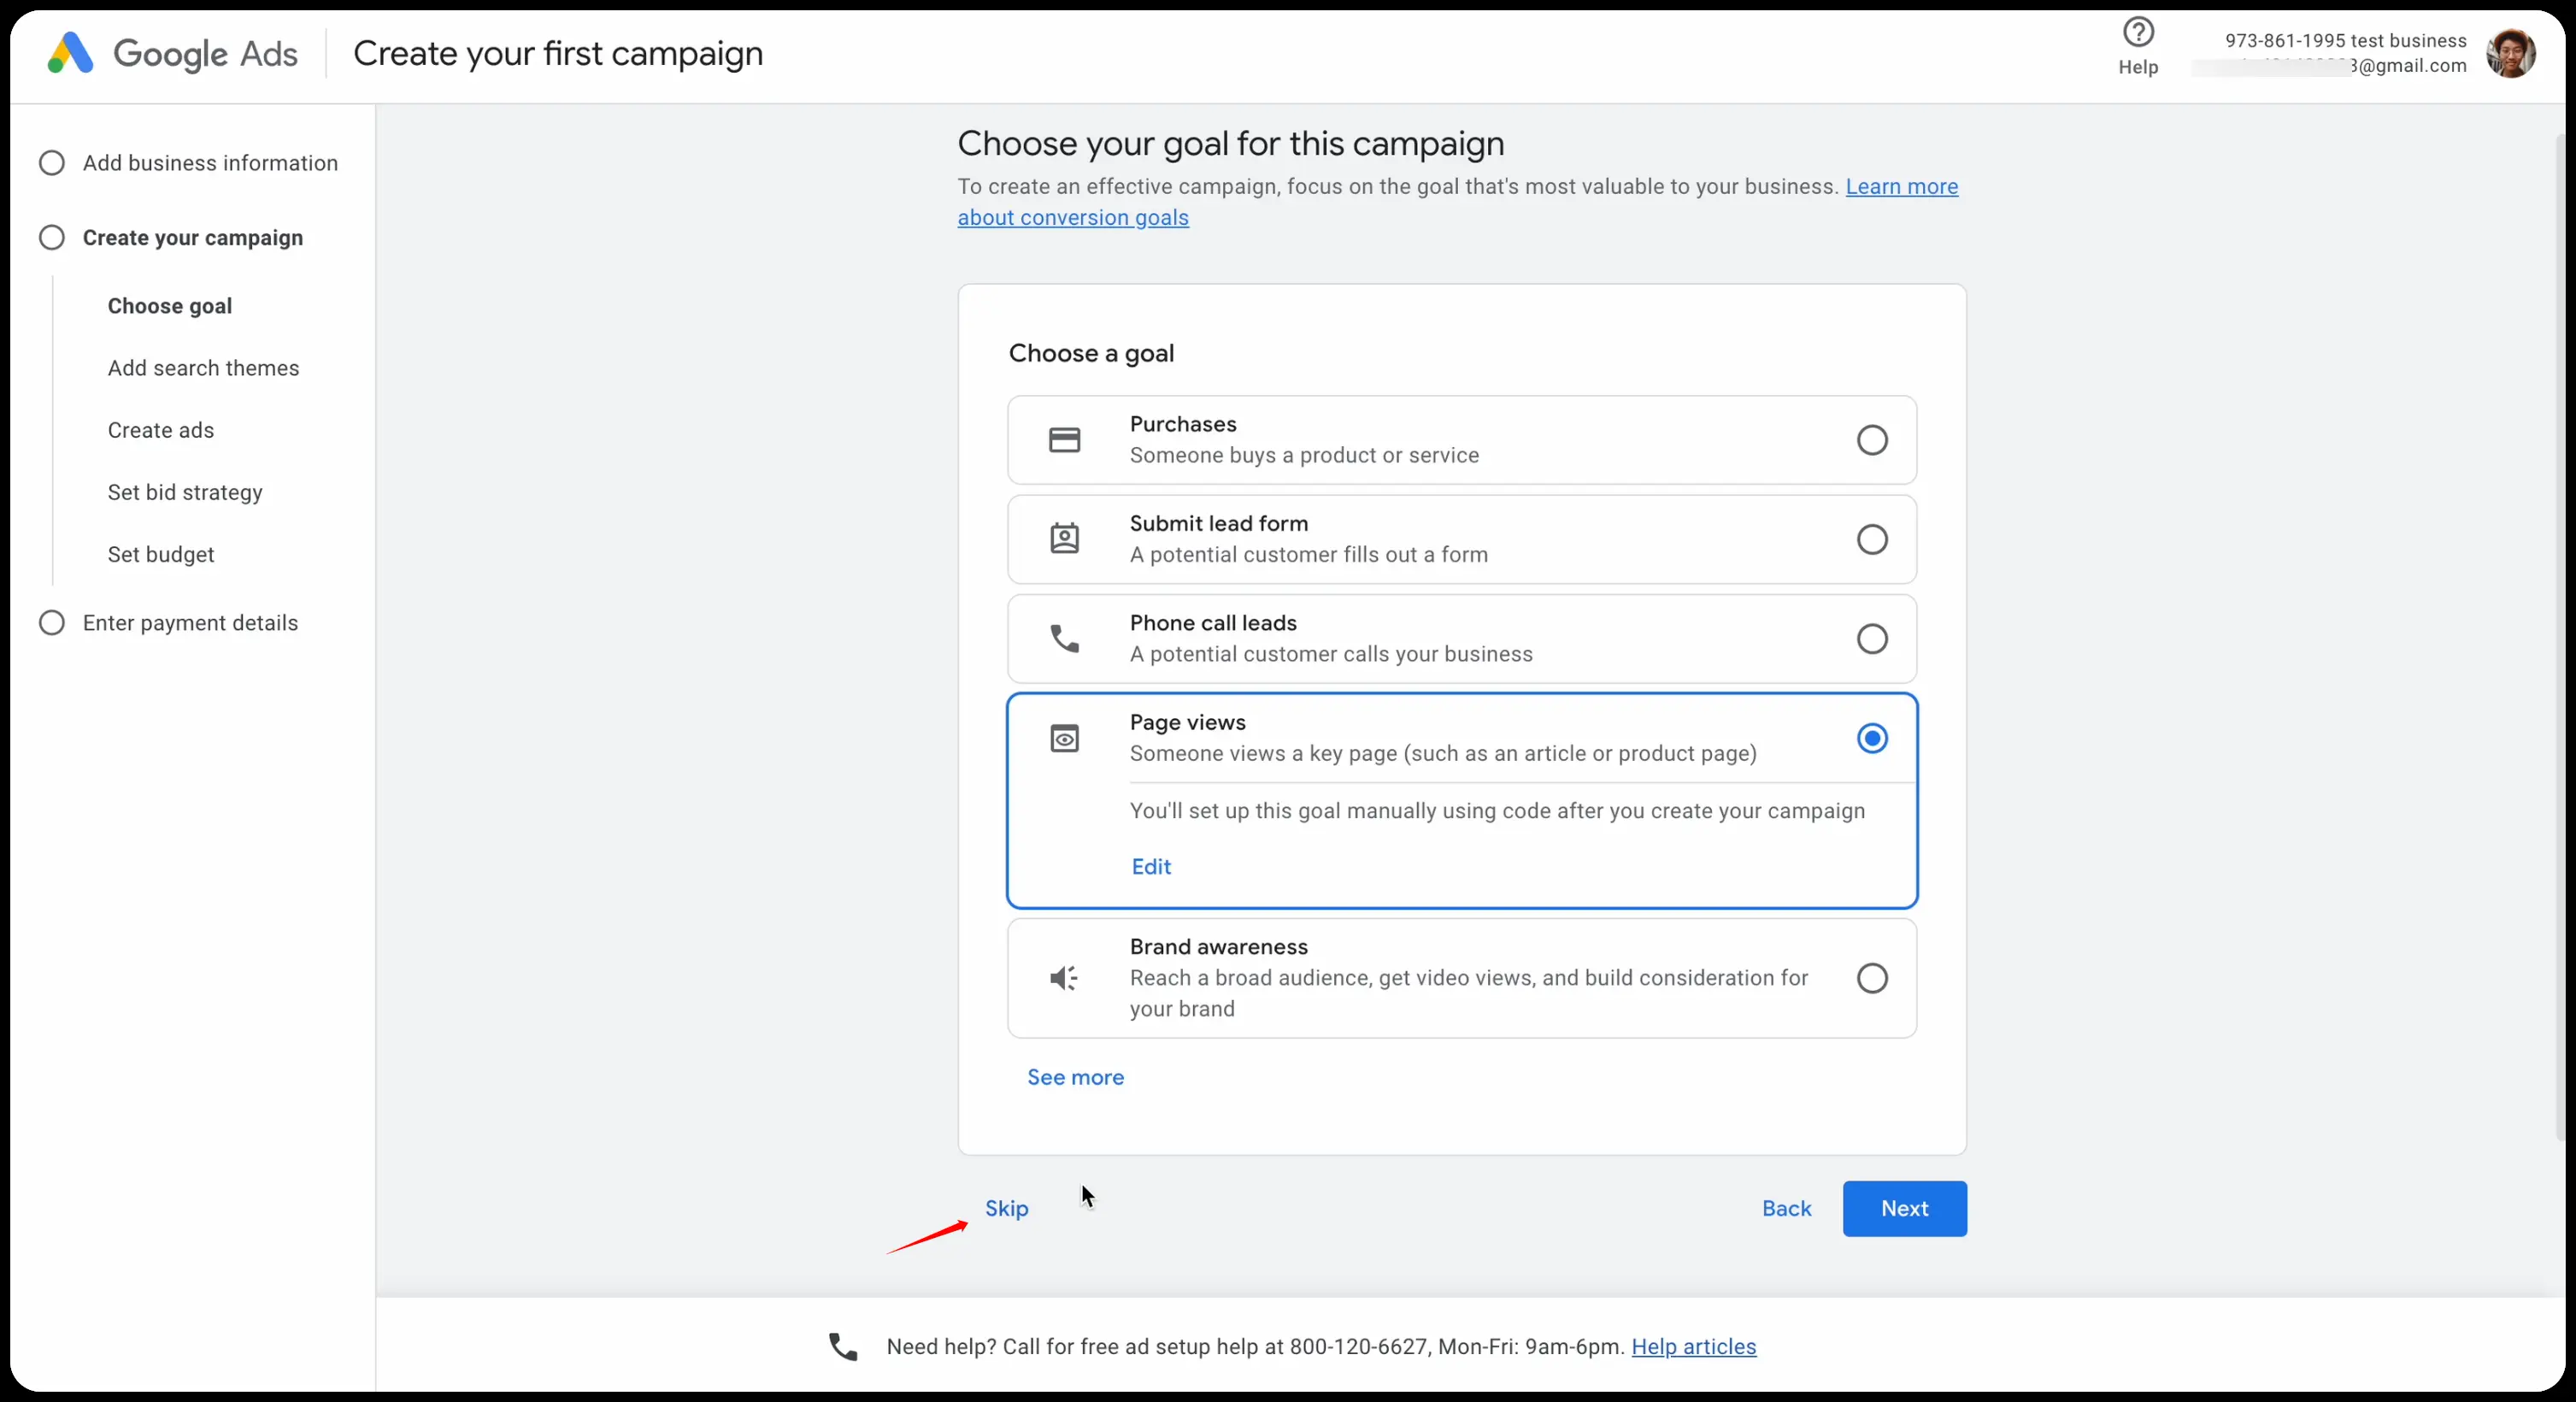 Google Ads
Create your first campaign
Help
973-861-1995 test business
@gmail.com
Add business information
Create your campaign
Choose goal
Add search themes
Create ads
Set bid strategy
Set budget
Enter payment details
Choose your goal for this campaign
To create an effective campaign, focus on the goal that's most valuable to your business. Learn more
about conversion goals
Choose a goal
Purchases
Someone buys a product or service
Submit lead form
A potential customer fills out a form
Phone call leads
A potential customer calls your business
Page views
Someone views a key page (such as an article or product page)
You'll set up this goal manually using code after you create your campaign
Edit
Brand awareness
Reach a broad audience, get video views, and build consideration for
your brand
See more
Skip
Back
Next
Need help? Call for free ad setup help at 800-120-6627, Mon-Fri: 9am-6pm. Help articles